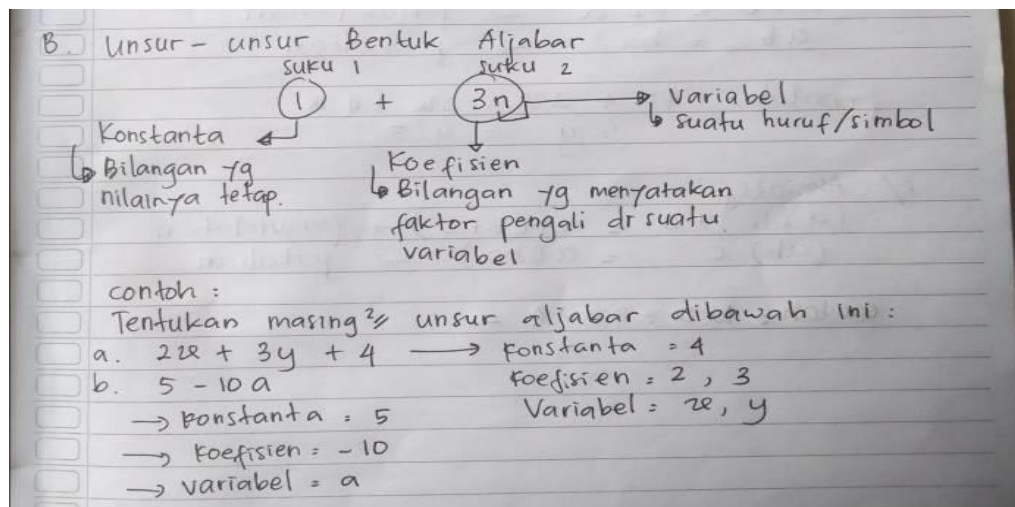 B. Unsur - unsur Bentuk Aljabar
suku 1 suku 2
1 + 3n → Variabel
↳ suatu huruf/simbol
Konstanta
↳ Bilangan yg
nilainya tetap.
Koefisien
↳ Bilangan yg menyatakan
faktor pengali dr suatu
variabel
contoh :
Tentukan masing²// unsur aljabar dibawah ini :
a. 2x + 3y + 4 → Konstanta = 4
Koefisien = 2 , 3
Variabel = x, y
b. 5 - 10 a
→ Konstanta = 5
→ Koefisien = - 10
→ variabel = a